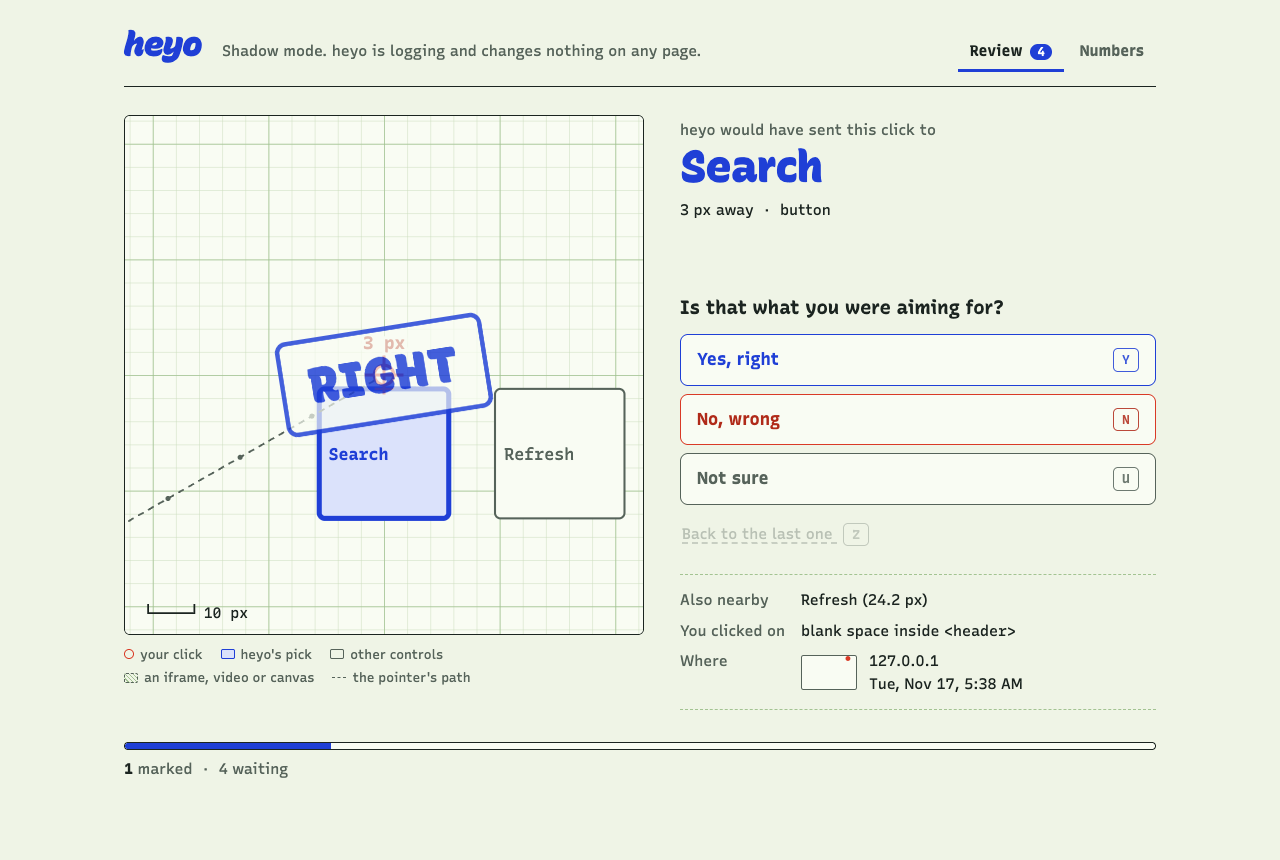 heyo
Shadow mode. heyo is logging and changes nothing on any page.
Review 4
Numbers
3 px
RIGHT
Search
Refresh
10 px
your click
heyo's pick
other controls
an iframe, video or canvas
the pointer's path
heyo would have sent this click to
Search
3 px away · button
Is that what you were aiming for?
Yes, right Y
No, wrong N
Not sure U
Back to the last one Z
Also nearby Refresh (24.2 px)
You clicked on blank space inside <header>
Where 127.0.0.1
Tue, Nov 17, 5:38 AM
1 marked · 4 waiting